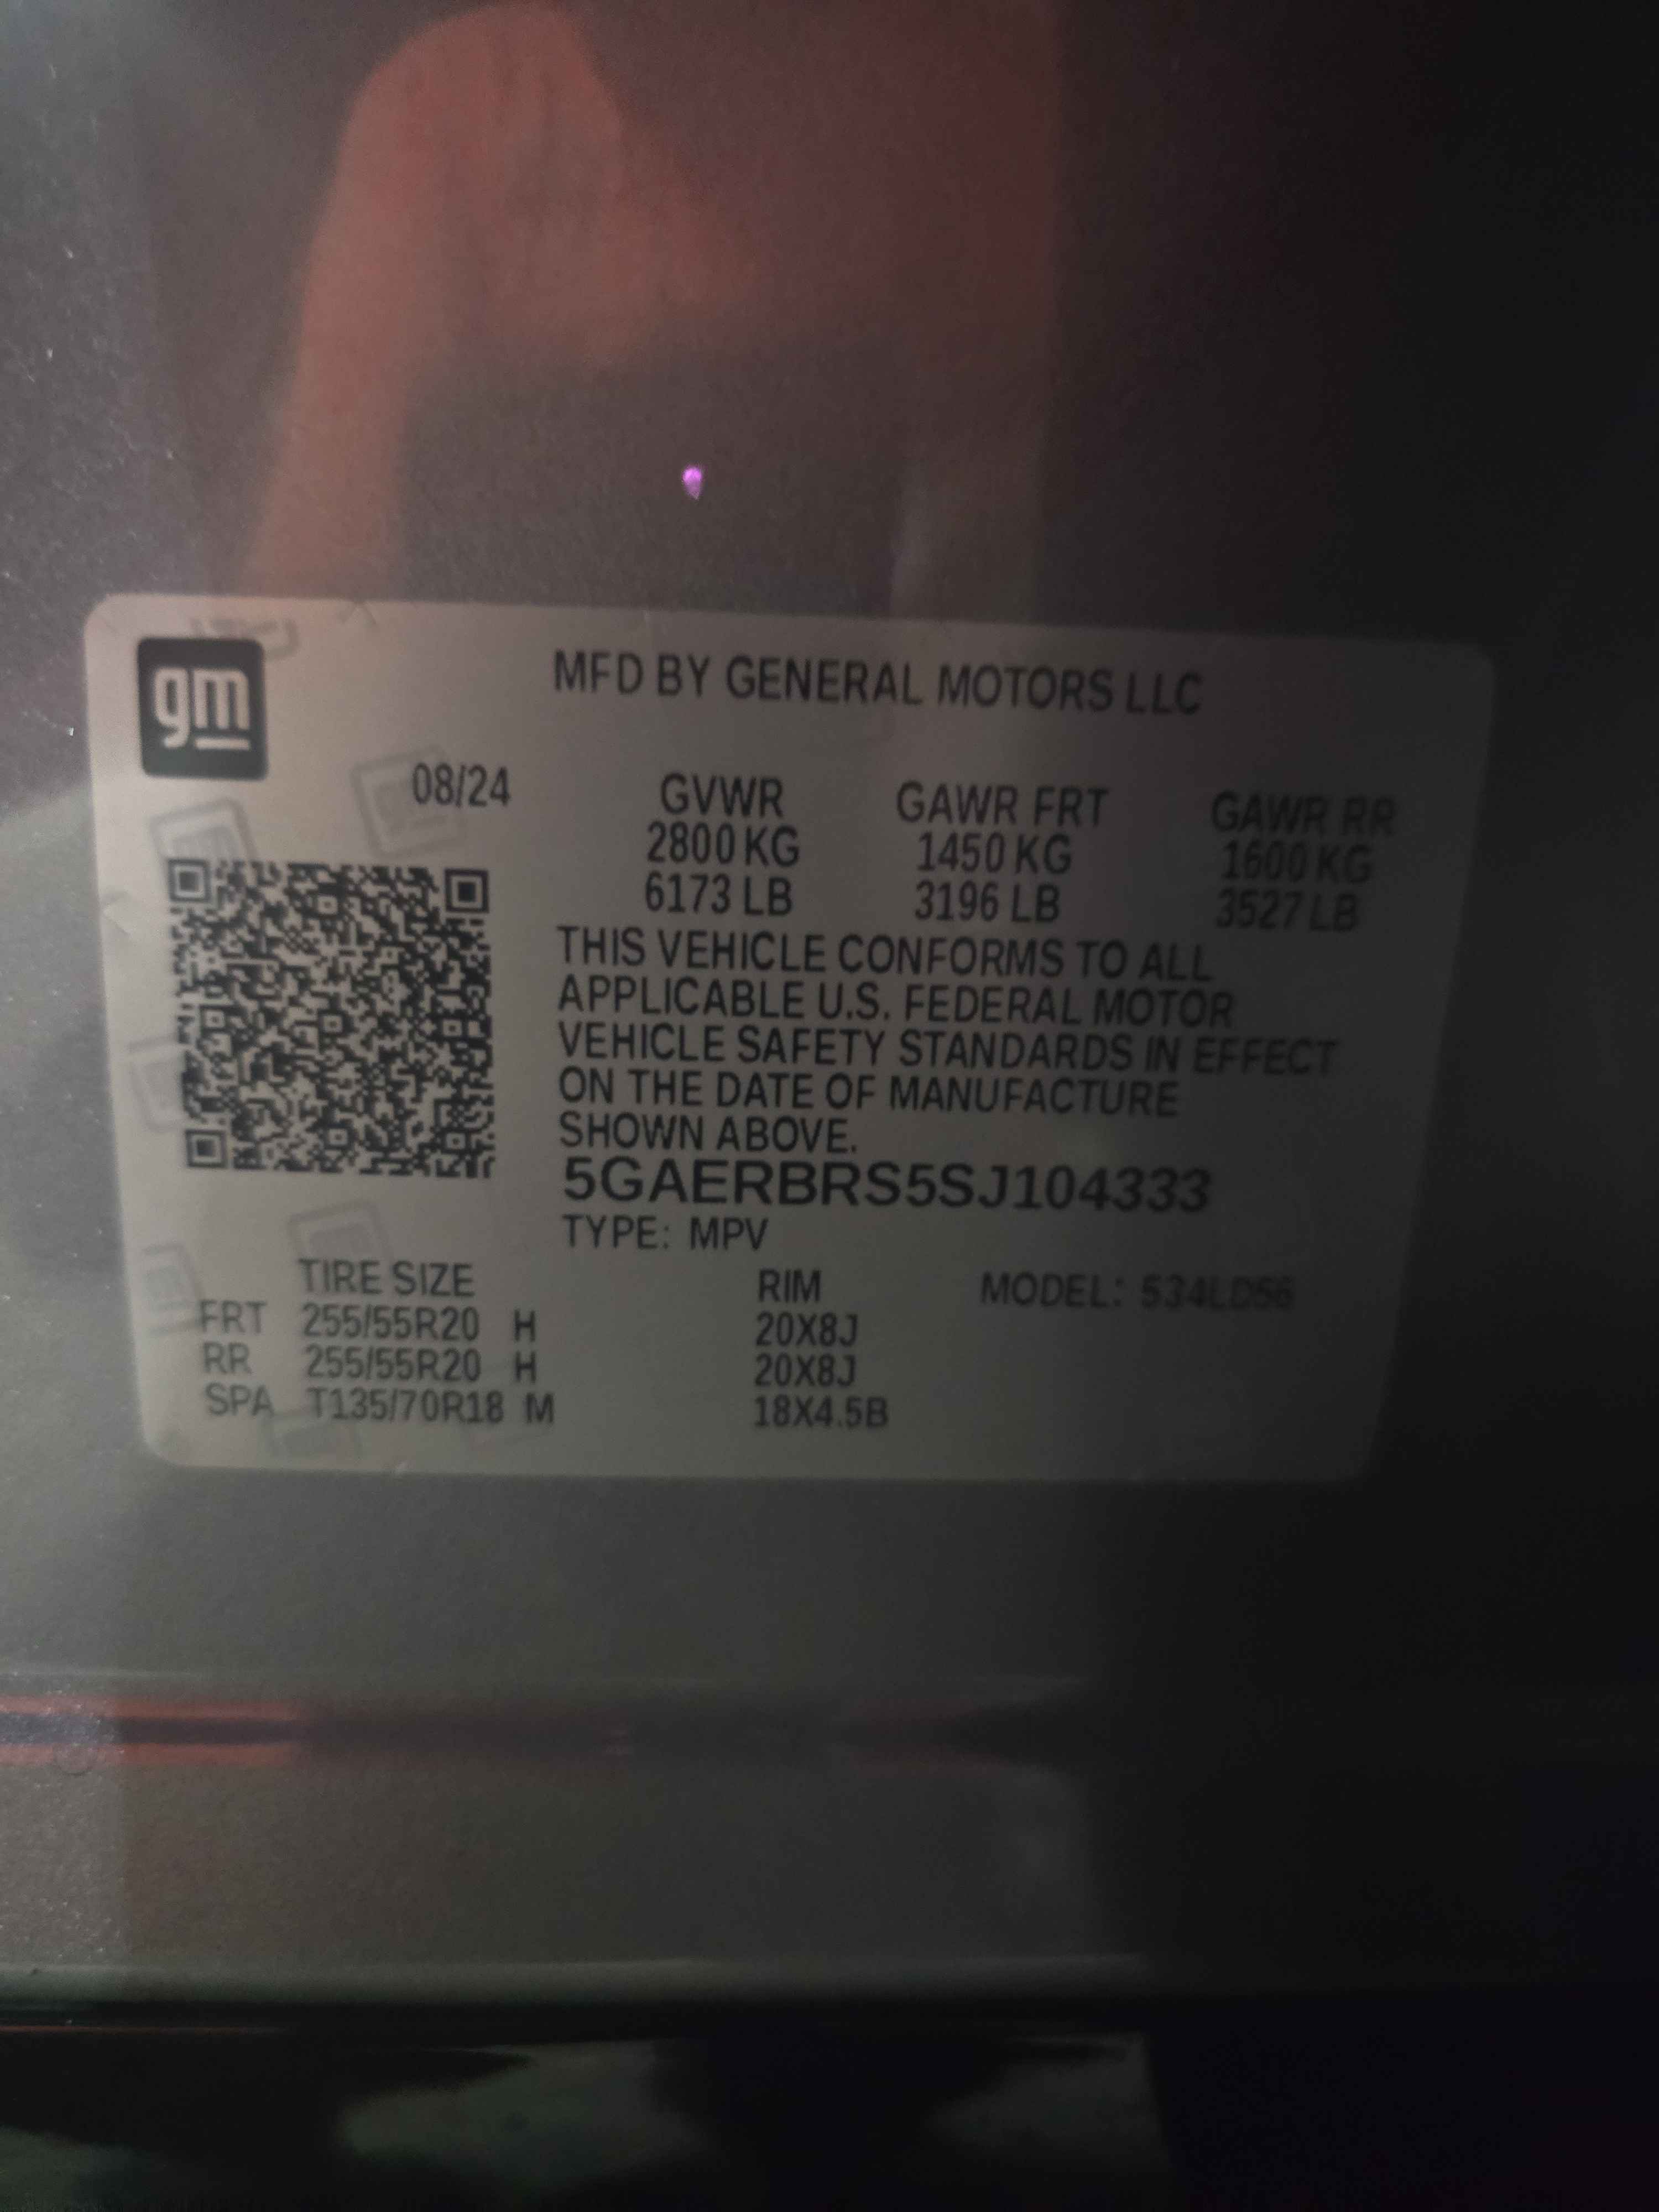 gm
MFD BY GENERAL MOTORS LLC
08/24 GVWR GAWR FRT GAWR RR
2800 KG 1450 KG 1600 KG
6173 LB 3196 LB 3527 LB
THIS VEHICLE CONFORMS TO ALL
APPLICABLE U.S. FEDERAL MOTOR
VEHICLE SAFETY STANDARDS IN EFFECT
ON THE DATE OF MANUFACTURE
SHOWN ABOVE.
5GAERBRS5SJ104333
TYPE: MPV
TIRE SIZE RIM MODEL: 534LD56
FRT 255/55R20 H 20X8J
RR 255/55R20 H 20X8J
SPA T135/70R18 M 18X4.5B